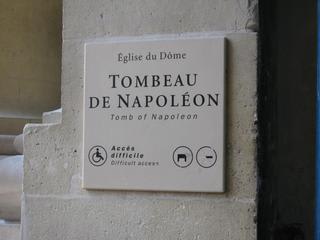 Église du Dôme
TOMBEAU
DE NAPOLÉON
Tomb of Napoleon
Accès
difficile
Difficult access